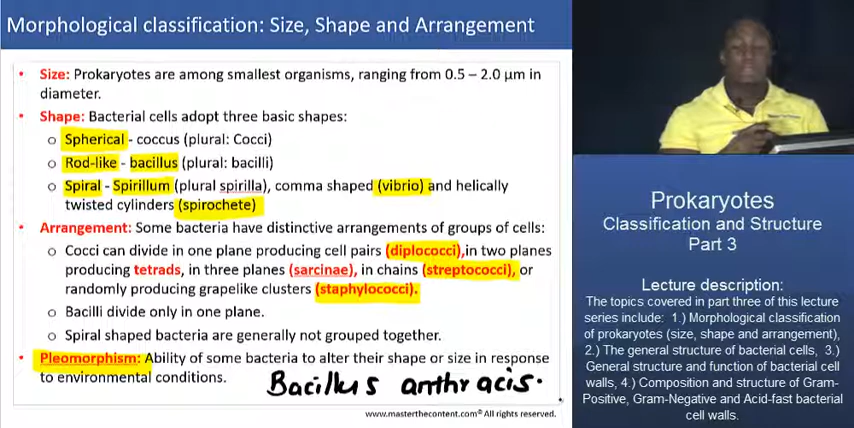 Morphological classification: Size, Shape and Arrangement
• Size: Prokaryotes are among smallest organisms, ranging from 0.5 – 2.0 µm in
diameter.
• Shape: Bacterial cells adopt three basic shapes:
o Spherical - coccus (plural: Cocci)
o Rod-like - bacillus (plural: bacilli)
o Spiral - Spirillum (plural spirilla), comma shaped (vibrio) and helically
twisted cylinders (spirochete)
• Arrangement: Some bacteria have distinctive arrangements of groups of cells:
o Cocci can divide in one plane producing cell pairs (diplococci),in two planes
producing tetrads, in three planes (sarcinae), in chains (streptococci), or
randomly producing grapelike clusters (staphylococci).
o Bacilli divide only in one plane.
o Spiral shaped bacteria are generally not grouped together.
• Pleomorphism: Ability of some bacteria to alter their shape or size in response
to environmental conditions.
Bacillus anthracis.
www.masterthecontent.com© All rights reserved.
Prokaryotes
Classification and Structure
Part 3
Lecture description:
The topics covered in part three of this lecture
series include: 1.) Morphological classification
of prokaryotes (size, shape and arrangement),
2.) The general structure of bacterial cells, 3.)
General structure and function of bacterial cell
walls, 4.) Composition and structure of Gram-
Positive, Gram-Negative and Acid-fast bacterial
cell walls.